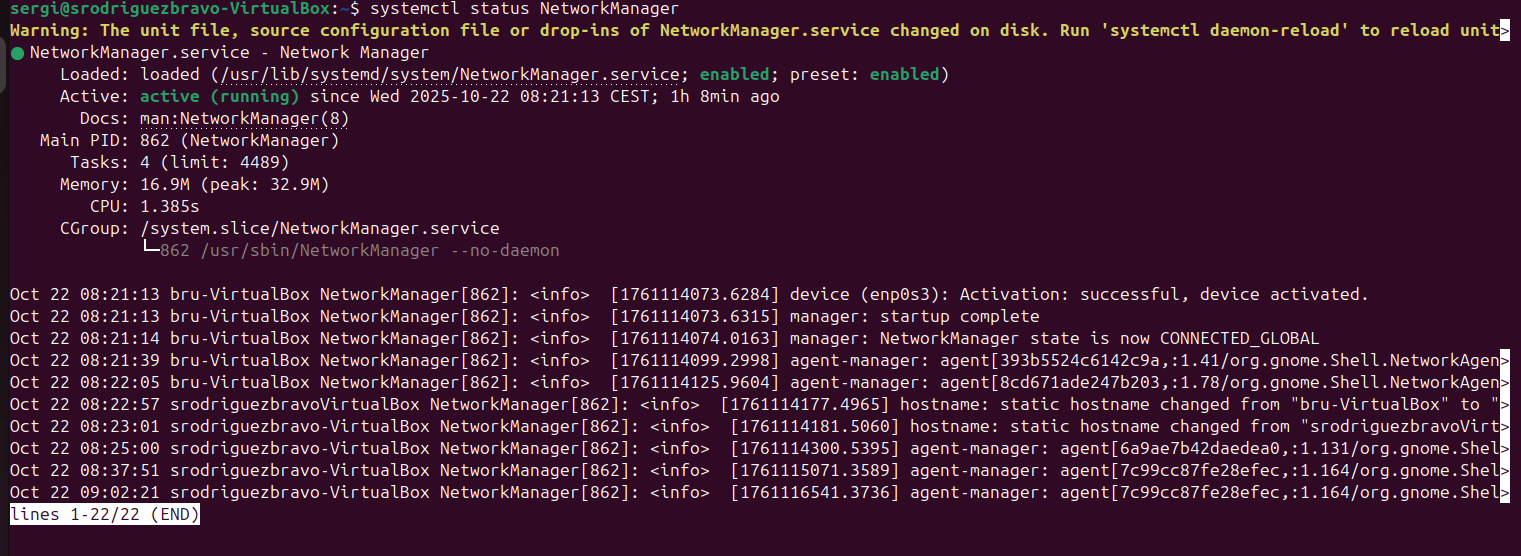 sergi@srodriguezbravo-VirtualBox:~$ systemctl status NetworkManager
Warning: The unit file, source configuration file or drop-ins of NetworkManager.service changed on disk. Run 'systemctl daemon-reload' to reload unit>
● NetworkManager.service - Network Manager
     Loaded: loaded (/usr/lib/systemd/system/NetworkManager.service; enabled; preset: enabled)
     Active: active (running) since Wed 2025-10-22 08:21:13 CEST; 1h 8min ago
       Docs: man:NetworkManager(8)
   Main PID: 862 (NetworkManager)
      Tasks: 4 (limit: 4489)
     Memory: 16.9M (peak: 32.9M)
        CPU: 1.385s
     CGroup: /system.slice/NetworkManager.service
             └─862 /usr/sbin/NetworkManager --no-daemon

Oct 22 08:21:13 bru-VirtualBox NetworkManager[862]: <info>  [1761114073.6284] device (enp0s3): Activation: successful, device activated.
Oct 22 08:21:13 bru-VirtualBox NetworkManager[862]: <info>  [1761114073.6315] manager: startup complete
Oct 22 08:21:14 bru-VirtualBox NetworkManager[862]: <info>  [1761114074.0163] manager: NetworkManager state is now CONNECTED_GLOBAL
Oct 22 08:21:39 bru-VirtualBox NetworkManager[862]: <info>  [1761114099.2998] agent-manager: agent[393b5524c6142c9a,:1.41/org.gnome.Shell.NetworkAgen>
Oct 22 08:22:05 bru-VirtualBox NetworkManager[862]: <info>  [1761114125.9604] agent-manager: agent[8cd671ade247b203,:1.78/org.gnome.Shell.NetworkAgen>
Oct 22 08:22:57 srodriguezbravoVirtualBox NetworkManager[862]: <info>  [1761114177.4965] hostname: static hostname changed from "bru-VirtualBox" to ">
Oct 22 08:23:01 srodriguezbravo-VirtualBox NetworkManager[862]: <info>  [1761114181.5060] hostname: static hostname changed from "srodriguezbravoVirt>
Oct 22 08:25:00 srodriguezbravo-VirtualBox NetworkManager[862]: <info>  [1761114300.5395] agent-manager: agent[6a9ae7b42daedea0,:1.131/org.gnome.Shel>
Oct 22 08:37:51 srodriguezbravo-VirtualBox NetworkManager[862]: <info>  [1761115071.3589] agent-manager: agent[7c99cc87fe28efec,:1.164/org.gnome.Shel>
Oct 22 09:02:21 srodriguezbravo-VirtualBox NetworkManager[862]: <info>  [1761116541.3736] agent-manager: agent[7c99cc87fe28efec,:1.164/org.gnome.Shel>
lines 1-22/22 (END)